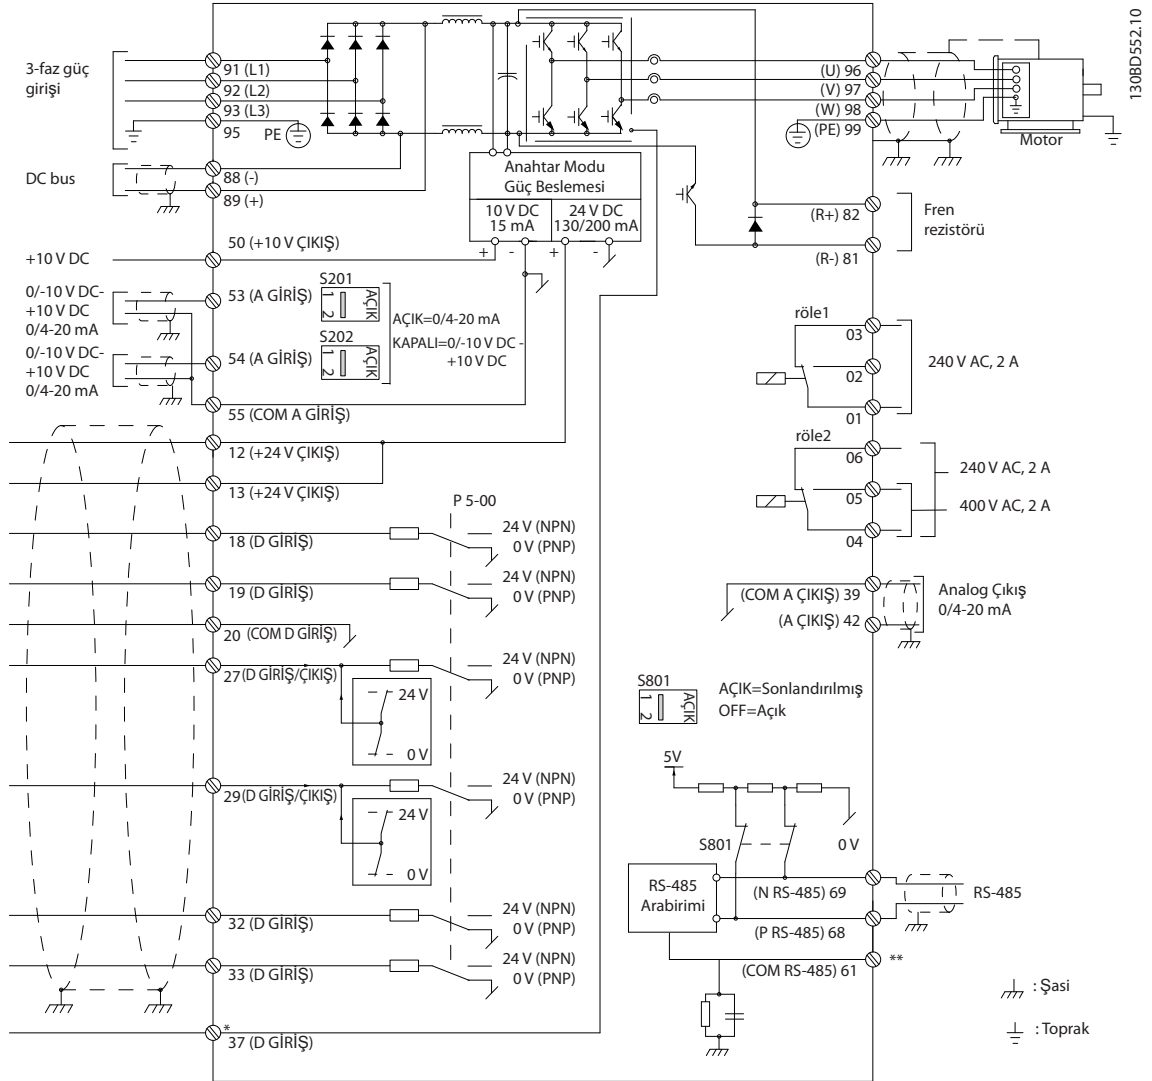 130BD552.10
3-faz güç
girişi
91 (L1)
92 (L2)
93 (L3)
95
PE
(U) 96
(V) 97
(W) 98
(PE) 99
Motor
DC bus
88 (-)
89 (+)
Anahtar Modu
Güç Beslemesi
10 V DC
15 mA
24 V DC
130/200 mA
+ - + -
(R+) 82
(R-) 81
Fren
rezistörü
+10 V DC
50 (+10 V ÇIKIŞ)
0/-10 V DC-
+10 V DC
0/4-20 mA
53 (A GİRİŞ)
S201
1 2
AÇIK
0/-10 V DC-
+10 V DC
0/4-20 mA
54 (A GİRİŞ)
S202
1 2
AÇIK
AÇIK=0/4-20 mA
KAPALI=0/-10 V DC -
+10 V DC
55 (COM A GİRİŞ)
12 (+24 V ÇIKIŞ)
13 (+24 V ÇIKIŞ)
röle1
03
02
01
240 V AC, 2 A
röle2
06
05
04
240 V AC, 2 A
400 V AC, 2 A
P 5-00
18 (D GİRİŞ)
24 V (NPN)
0 V (PNP)
19 (D GİRİŞ)
24 V (NPN)
0 V (PNP)
20 (COM D GİRİŞ)
27 (D GİRİŞ/ÇIKIŞ)
24 V (NPN)
0 V (PNP)
24 V
0 V
29 (D GİRİŞ/ÇIKIŞ)
24 V (NPN)
0 V (PNP)
24 V
0 V
32 (D GİRİŞ)
24 V (NPN)
0 V (PNP)
33 (D GİRİŞ)
24 V (NPN)
0 V (PNP)
*
37 (D GİRİŞ)
(COM A ÇIKIŞ) 39
(A ÇIKIŞ) 42
Analog Çıkış
0/4-20 mA
S801
1 2
AÇIK
AÇIK=Sonlandırılmış
OFF=Açık
5V
S801
0 V
RS-485
Arabirimi
(N RS-485) 69
(P RS-485) 68
(COM RS-485) 61
RS-485
**
: Şasi
: Toprak